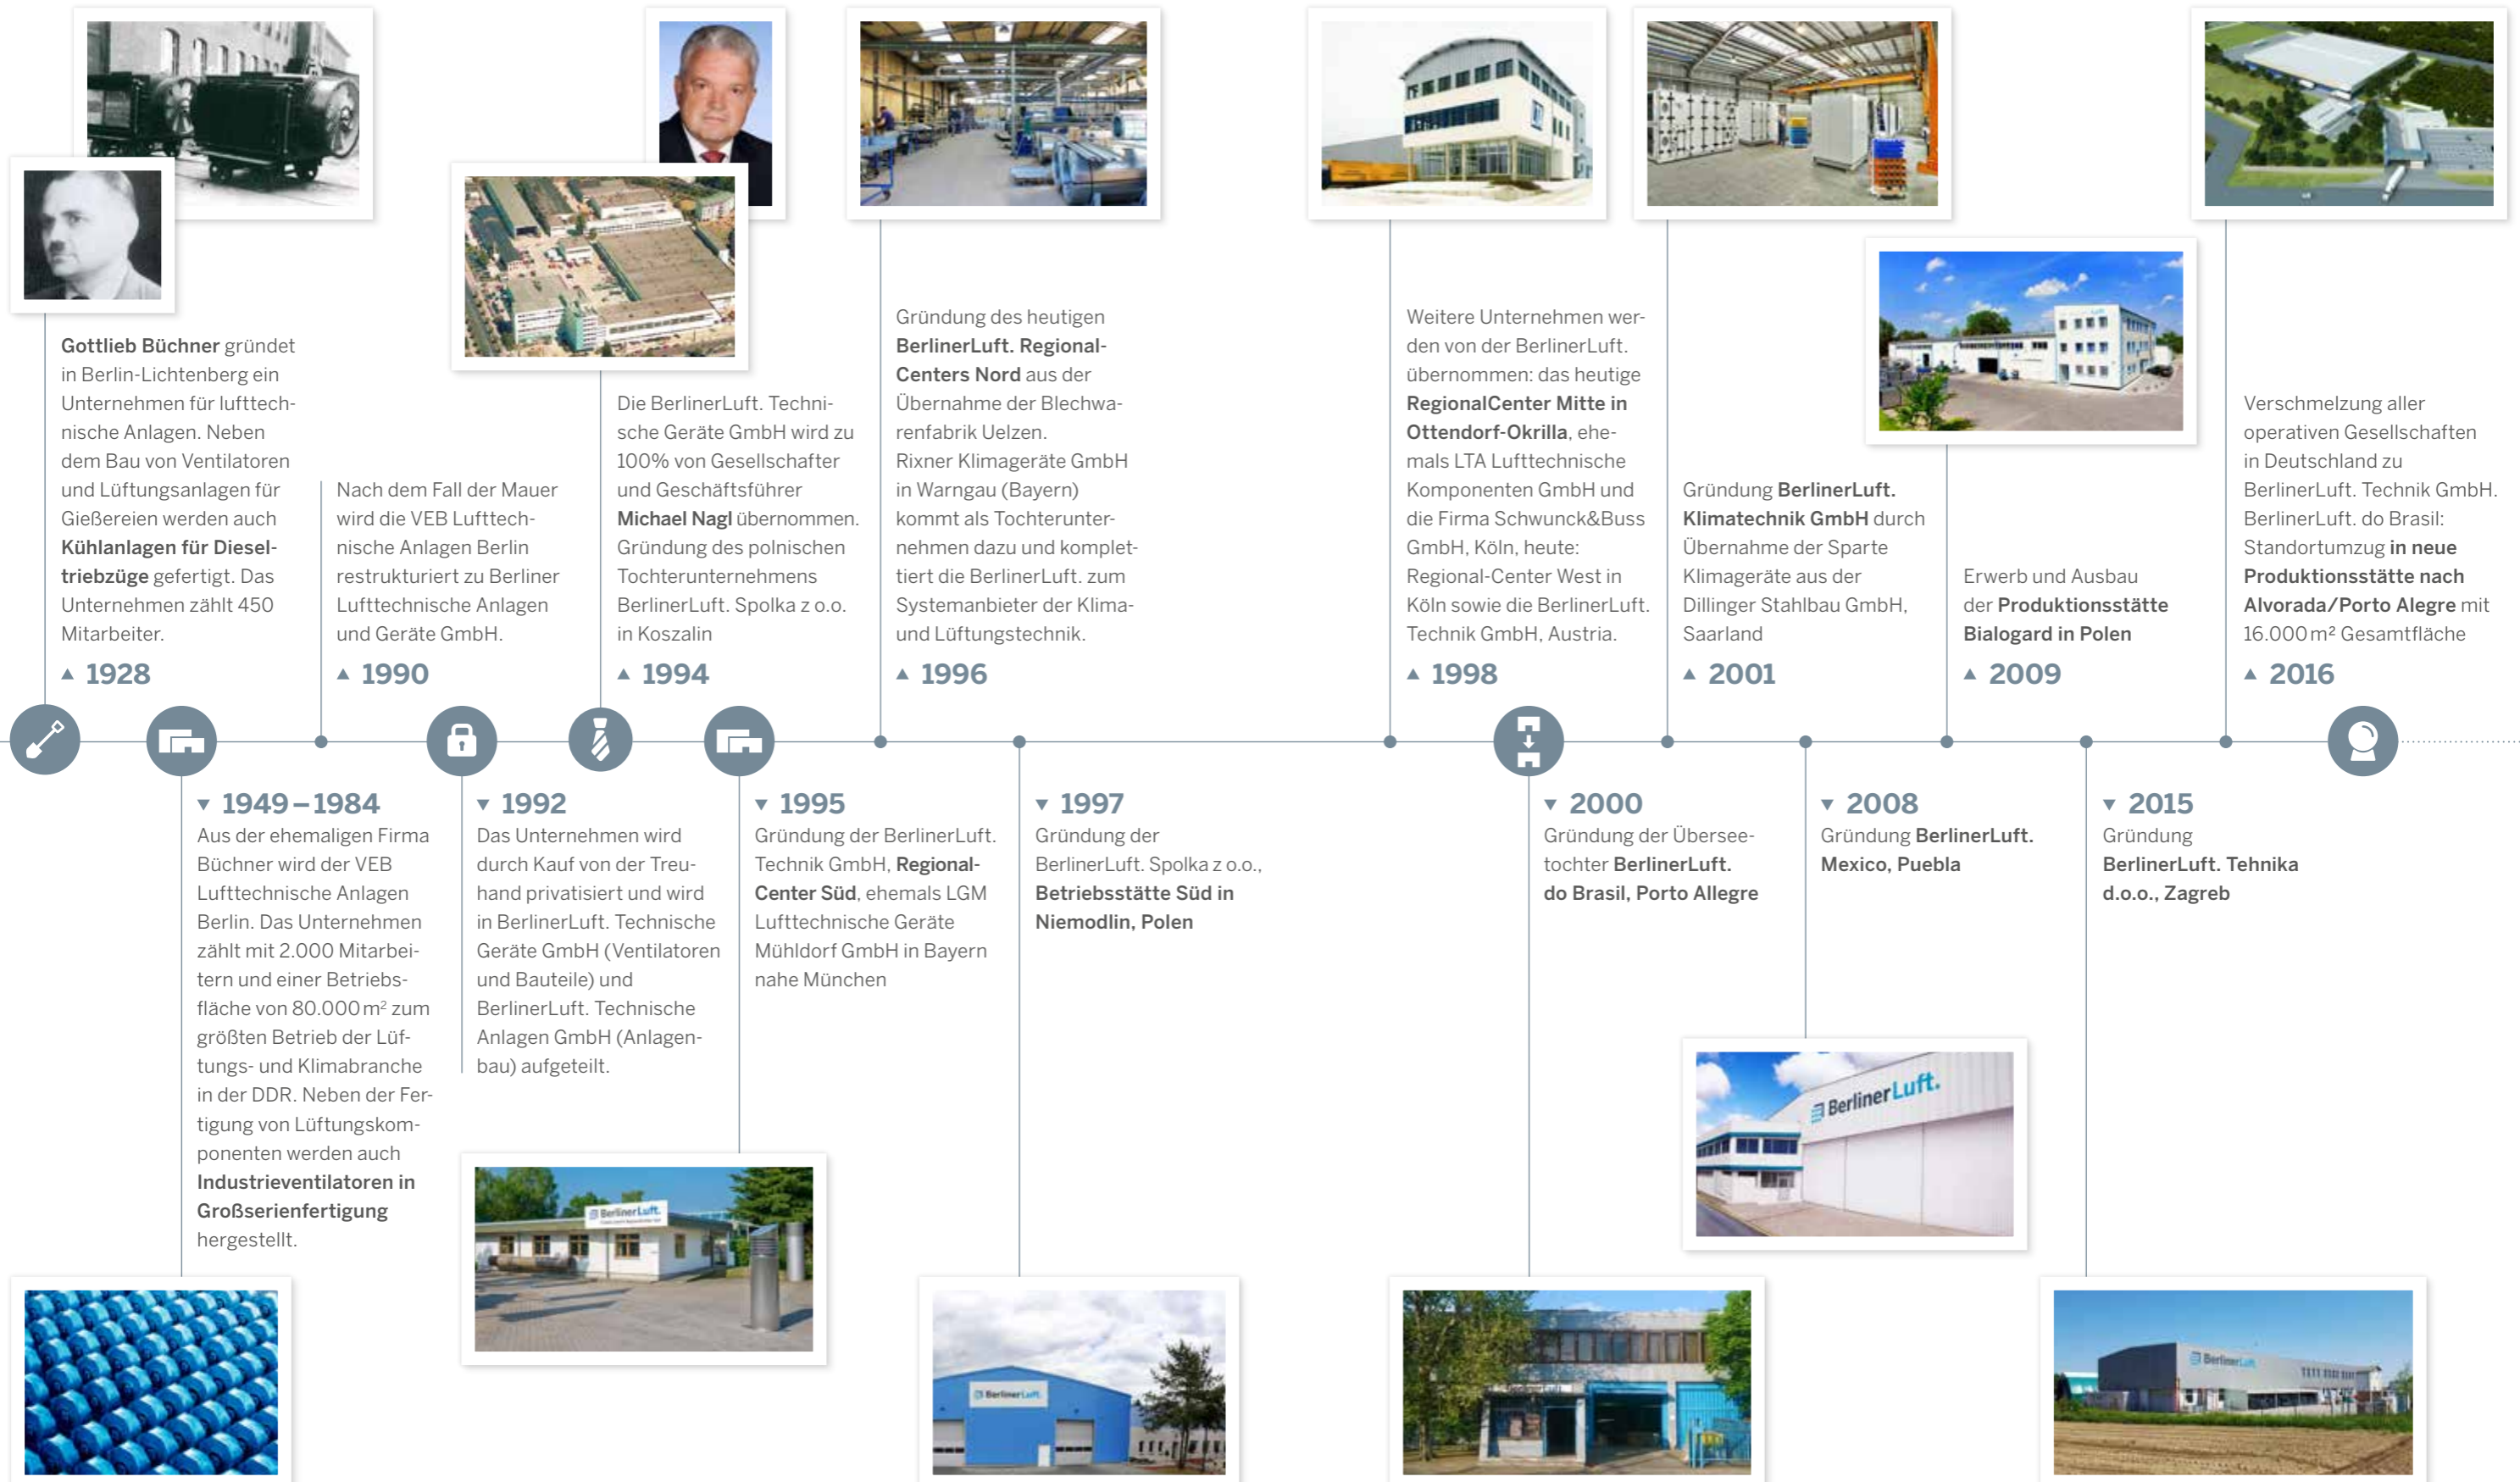 Gottlieb Büchner gründet
in Berlin-Lichtenberg ein
Unternehmen für lufttech-
nische Anlagen. Neben
dem Bau von Ventilatoren
und Lüftungsanlagen für
Gießereien werden auch
Kühlanlagen für Diesel-
triebzüge gefertigt. Das
Unternehmen zählt 450
Mitarbeiter.
▲ 1928
▼ 1949 – 1984
Aus der ehemaligen Firma
Büchner wird der VEB
Lufttechnische Anlagen
Berlin. Das Unternehmen
zählt mit 2.000 Mitarbei-
tern und einer Betriebs-
fläche von 80.000 m² zum
größten Betrieb der Lüf-
tungs- und Klimabranche
in der DDR. Neben der Fer-
tigung von Lüftungskom-
ponenten werden auch
Industrieventilatoren in
Großserienfertigung
hergestellt.
Nach dem Fall der Mauer
wird die VEB Lufttech-
nische Anlagen Berlin
restrukturiert zu Berliner
Lufttechnische Anlagen
und Geräte GmbH.
▲ 1990
▼ 1992
Das Unternehmen wird
durch Kauf von der Treu-
hand privatisiert und wird
in BerlinerLuft. Technische
Geräte GmbH (Ventilatoren
und Bauteile) und
BerlinerLuft. Technische
Anlagen GmbH (Anlagen-
bau) aufgeteilt.
Die BerlinerLuft. Techni-
sche Geräte GmbH wird zu
100% von Gesellschafter
und Geschäftsführer
Michael Nagl übernommen.
Gründung des polnischen
Tochterunternehmens
BerlinerLuft. Spolka z o.o.
in Koszalin
▲ 1994
▼ 1995
Gründung der BerlinerLuft.
Technik GmbH, Regional-
Center Süd, ehemals LGM
Lufttechnische Geräte
Mühldorf GmbH in Bayern
nahe München
BerlinerLuft.
Gründung des heutigen
BerlinerLuft. Regional-
Centers Nord aus der
Übernahme der Blechwa-
renfabrik Uelzen.
Rixner Klimageräte GmbH
in Warngau (Bayern)
kommt als Tochterunter-
nehmen dazu und komplet-
tiert die BerlinerLuft. zum
Systemanbieter der Klima-
und Lüftungstechnik.
▲ 1996
▼ 1997
Gründung der
BerlinerLuft. Spolka z o.o.,
Betriebsstätte Süd in
Niemodlin, Polen
BerlinerLuft.
Weitere Unternehmen wer-
den von der BerlinerLuft.
übernommen: das heutige
RegionalCenter Mitte in
Ottendorf-Okrilla, ehe-
mals LTA Lufttechnische
Komponenten GmbH und
die Firma Schwunck&Buss
GmbH, Köln, heute:
Regional-Center West in
Köln sowie die BerlinerLuft.
Technik GmbH, Austria.
▲ 1998
▼ 2000
Gründung der Übersee-
tochter BerlinerLuft.
do Brasil, Porto Allegre
BerlinerLuft
Gründung BerlinerLuft.
Klimatechnik GmbH durch
Übernahme der Sparte
Klimageräte aus der
Dillinger Stahlbau GmbH,
Saarland
▲ 2001
▼ 2008
Gründung BerlinerLuft.
Mexico, Puebla
BerlinerLuft.
Erwerb und Ausbau
der Produktionsstätte
Bialogard in Polen
▲ 2009
▼ 2015
Gründung
BerlinerLuft. Tehnika
d.o.o., Zagreb
BerlinerLuft.
Verschmelzung aller
operativen Gesellschaften
in Deutschland zu
BerlinerLuft. Technik GmbH.
BerlinerLuft. do Brasil:
Standortumzug in neue
Produktionsstätte nach
Alvorada/Porto Alegre mit
16.000 m² Gesamtfläche
▲ 2016